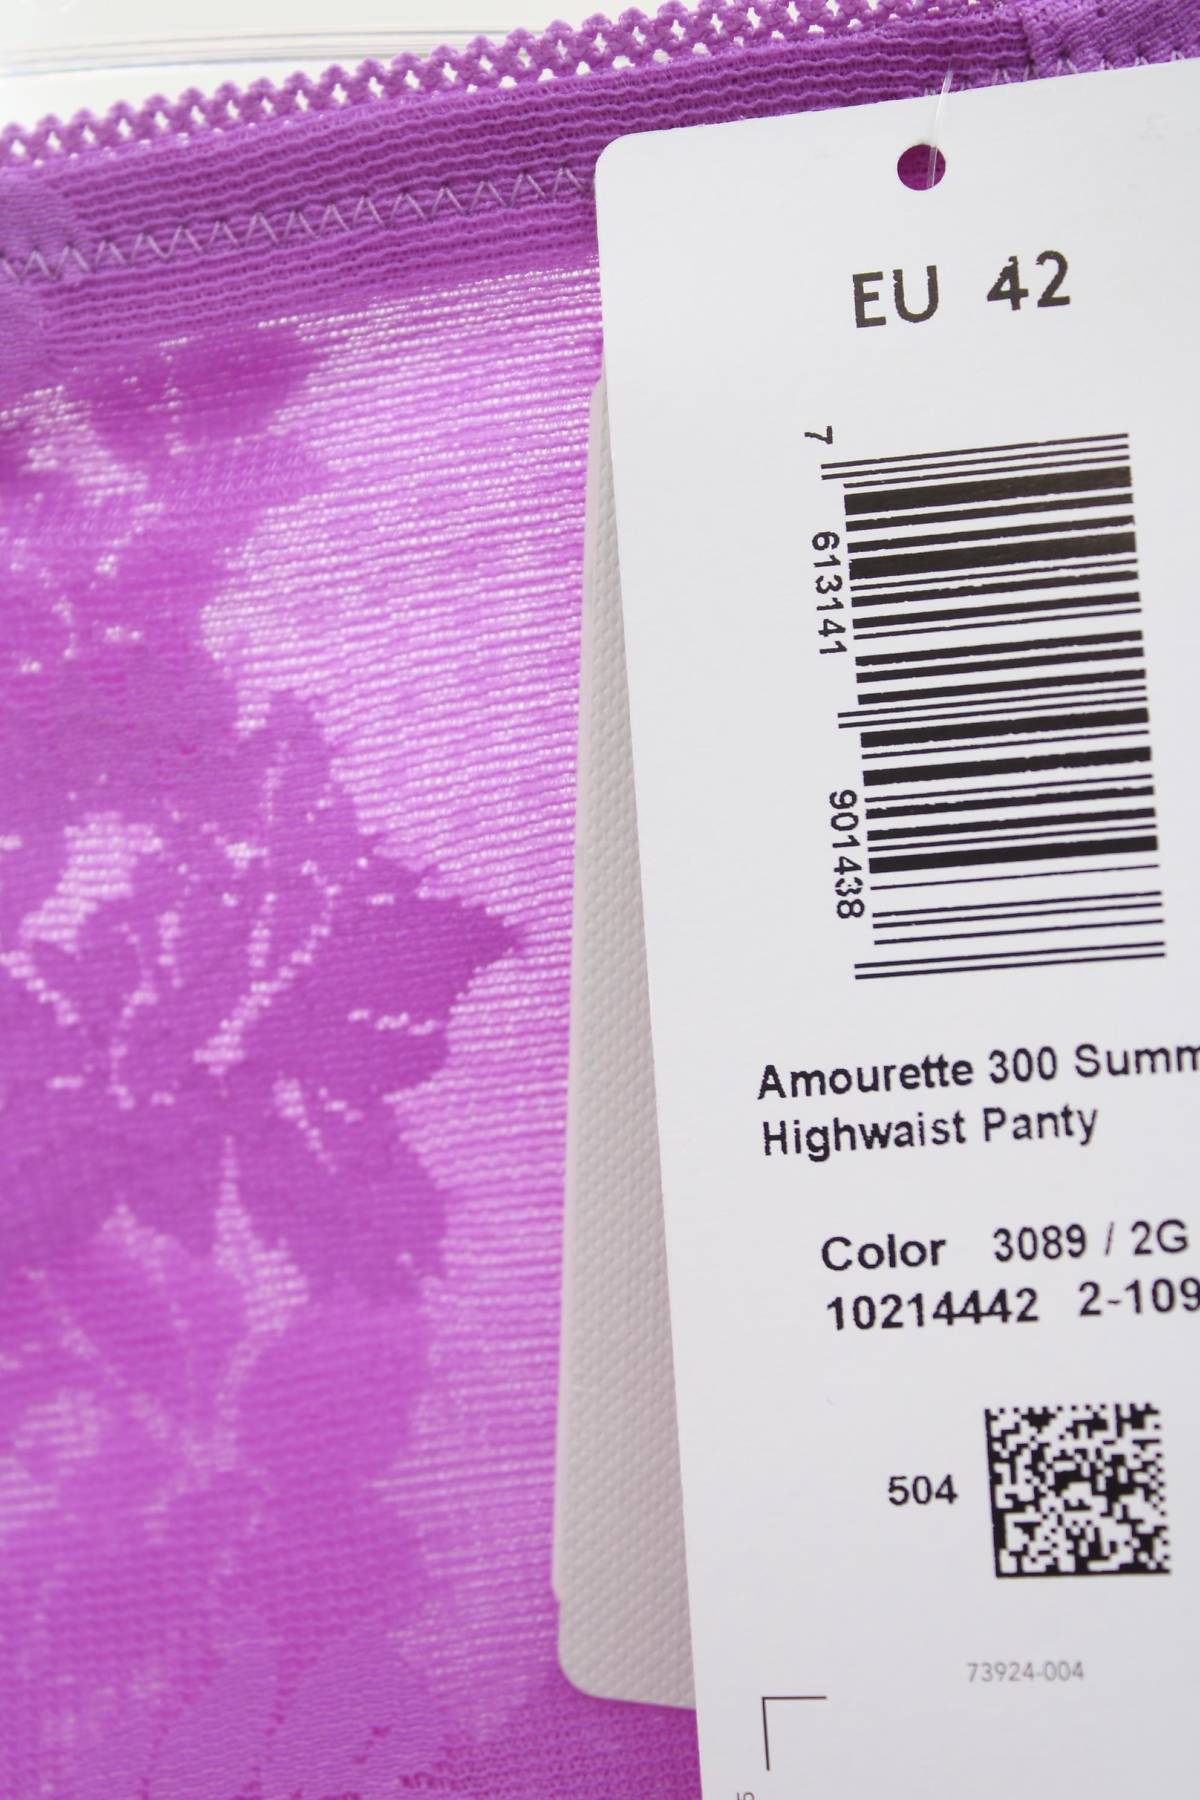 EU 42
7 613141 901438
Amourette 300 Summ
Highwaist Panty
Color 3089 / 2G
10214442 2-109
504
73924-004